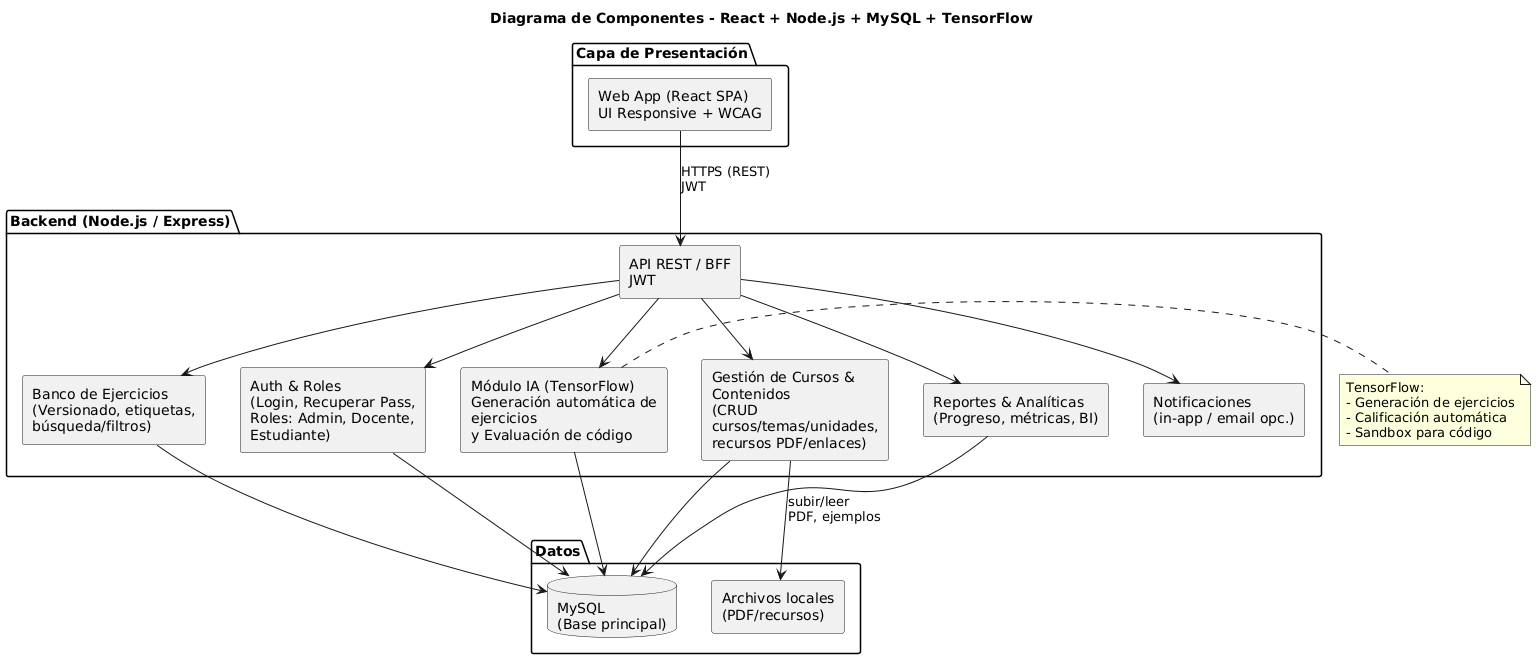 Diagrama de Componentes - React + Node.js + MySQL + TensorFlow
Capa de Presentación
Web App (React SPA)
UI Responsive + WCAG
HTTPS (REST)
JWT
Backend (Node.js / Express)
API REST / BFF
JWT
Banco de Ejercicios
(Versionado, etiquetas,
búsqueda/filtros)
Auth & Roles
(Login, Recuperar Pass,
Roles: Admin, Docente,
Estudiante)
Módulo IA (TensorFlow)
Generación automática de
ejercicios
y Evaluación de código
Gestión de Cursos &
Contenidos
(CRUD
cursos/temas/unidades,
recursos PDF/enlaces)
Reportes & Analíticas
(Progreso, métricas, BI)
Notificaciones
(in-app / email opc.)
TensorFlow:
- Generación de ejercicios
- Calificación automática
- Sandbox para código
subir/leer
PDF, ejemplos
Datos
MySQL
(Base principal)
Archivos locales
(PDF/recursos)